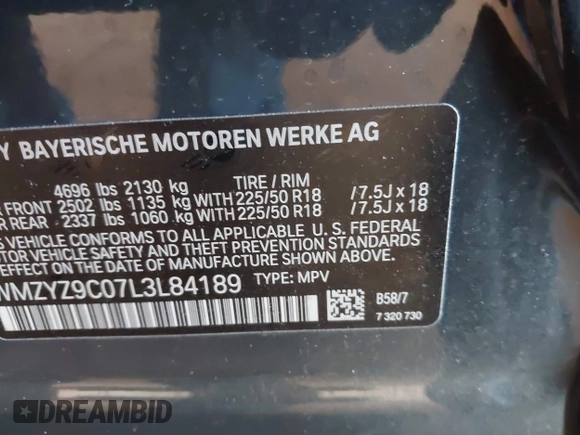 Y BAYERISCHE MOTOREN WERKE AG
4696 lbs 2130 kg TIRE / RIM
FRONT 2502 lbs 1135 kg WITH 225/50 R18 /7.5J x 18
REAR 2337 lbs 1060 kg WITH 225/50 R18 /7.5J x 18
S VEHICLE CONFORMS TO ALL APPLICABLE U.S. FEDERAL
VEHICLE SAFETY AND THEFT PREVENTION STANDARDS
EFFECT ON THE DATE OF MANUFACTURE SHOWN ABOVE.
WMZYZ9C07L3L84189 TYPE: MPV
B58/7
7 320 730
DREAMBID